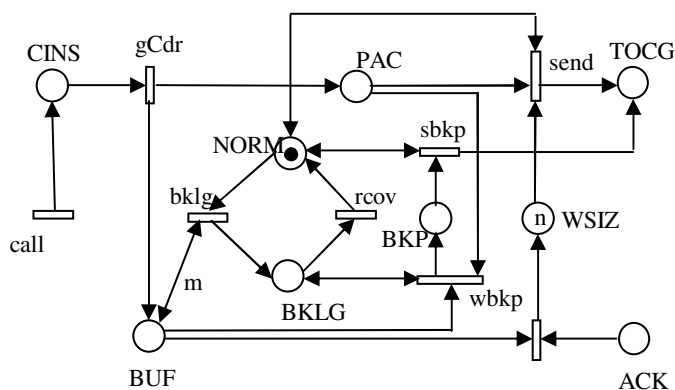 gCdr
CINS
PAC
send
TOCG
NORM
sbkp
bklg
rcov
call
BKP
n
WSIZ
m
BKLG
wbkp
BUF
ACK